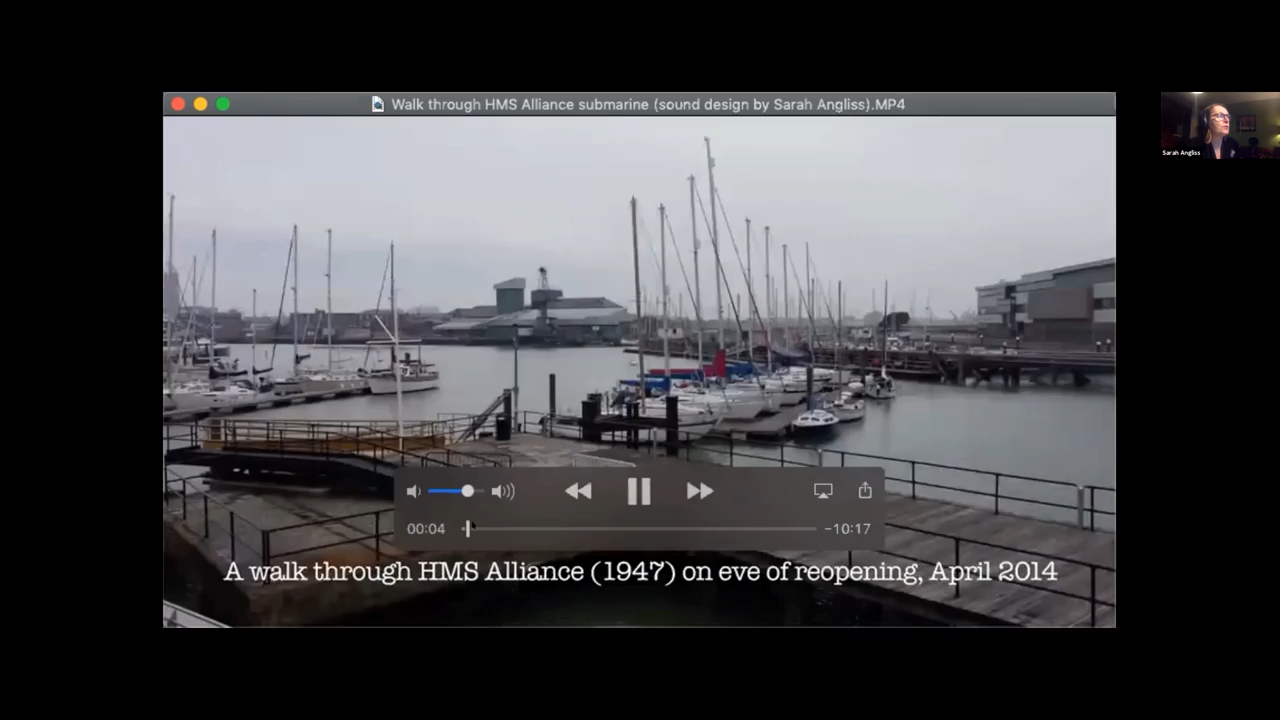 Walk through HMS Alliance submarine (sound design by Sarah Angliss).MP4
Sarah Angliss
00:04
-10:17
A walk through HMS Alliance (1947) on eve of reopening, April 2014